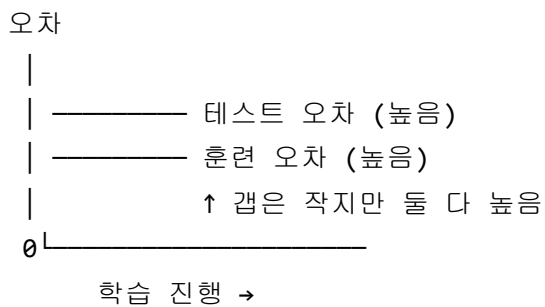 오차
테스트 오차 (높음)
훈련 오차 (높음)
↑ 갭은 작지만 둘 다 높음
0
학습 진행 →